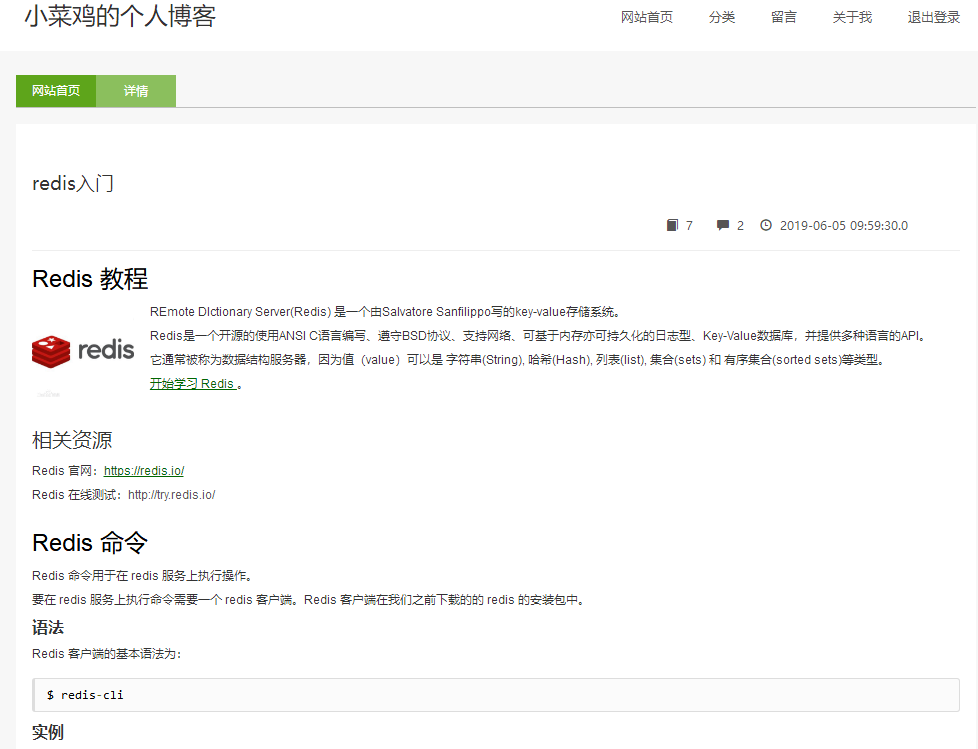 小菜鸡的个人博客
网站首页 分类 留言 关于我 退出登录
网站首页 详情
redis入门
7 2 2019-06-05 09:59:30.0
Redis 教程
redis
REmote DIctionary Server(Redis) 是一个由Salvatore Sanfilippo写的key-value存储系统。
Redis是一个开源的使用ANSI C语言编写、遵守BSD协议、支持网络、可基于内存亦可持久化的日志型、Key-Value数据库，并提供多种语言的API。
它通常被称为数据结构服务器，因为值（value）可以是 字符串(String), 哈希(Hash), 列表(list), 集合(sets) 和 有序集合(sorted sets)等类型。
开始学习 Redis 。
相关资源
Redis 官网：https://redis.io/
Redis 在线测试：http://try.redis.io/
Redis 命令
Redis 命令用于在 redis 服务上执行操作。
要在 redis 服务上执行命令需要一个 redis 客户端。Redis 客户端在我们之前下载的的 redis 的安装包中。
语法
Redis 客户端的基本语法为：
$ redis-cli
实例